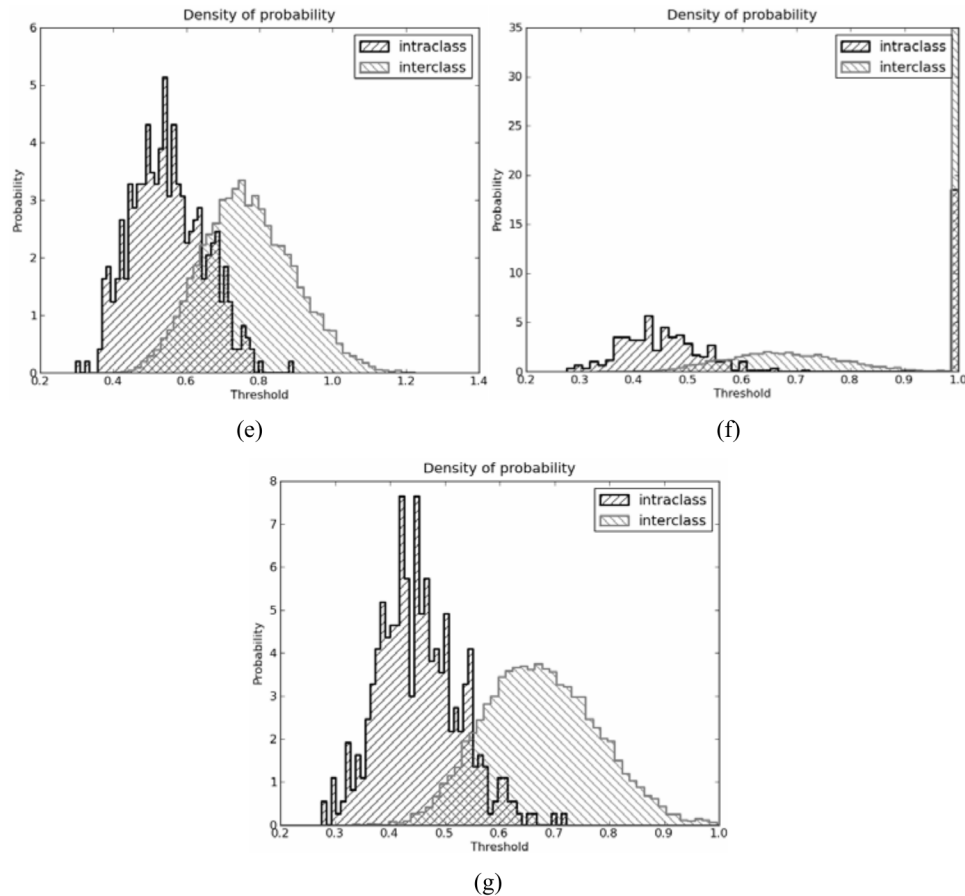 Density of probability
6
5
4
3
2
1
0
Probability
intraclass
interclass
0.2 0.4 0.6 0.8 1.0 1.2 1.4
Threshold
(e)
Density of probability
35
30
25
20
15
10
5
0
Probability
intraclass
interclass
0.2 0.3 0.4 0.5 0.6 0.7 0.8 0.9 1.0
Threshold
(f)
Density of probability
8
7
6
5
4
3
2
1
0
Probability
intraclass
interclass
0.2 0.3 0.4 0.5 0.6 0.7 0.8 0.9 1.0
Threshold
(g)